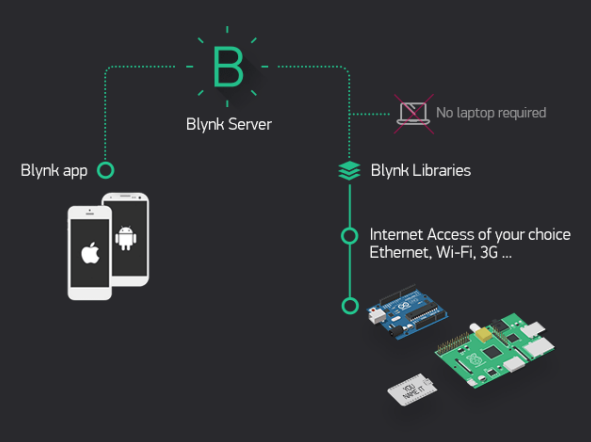 B
Blynk Server
No laptop required
Blynk app
Blynk Libraries
Internet Access of your choice
Ethernet, Wi-Fi, 3G ...
YOU
NAME IT